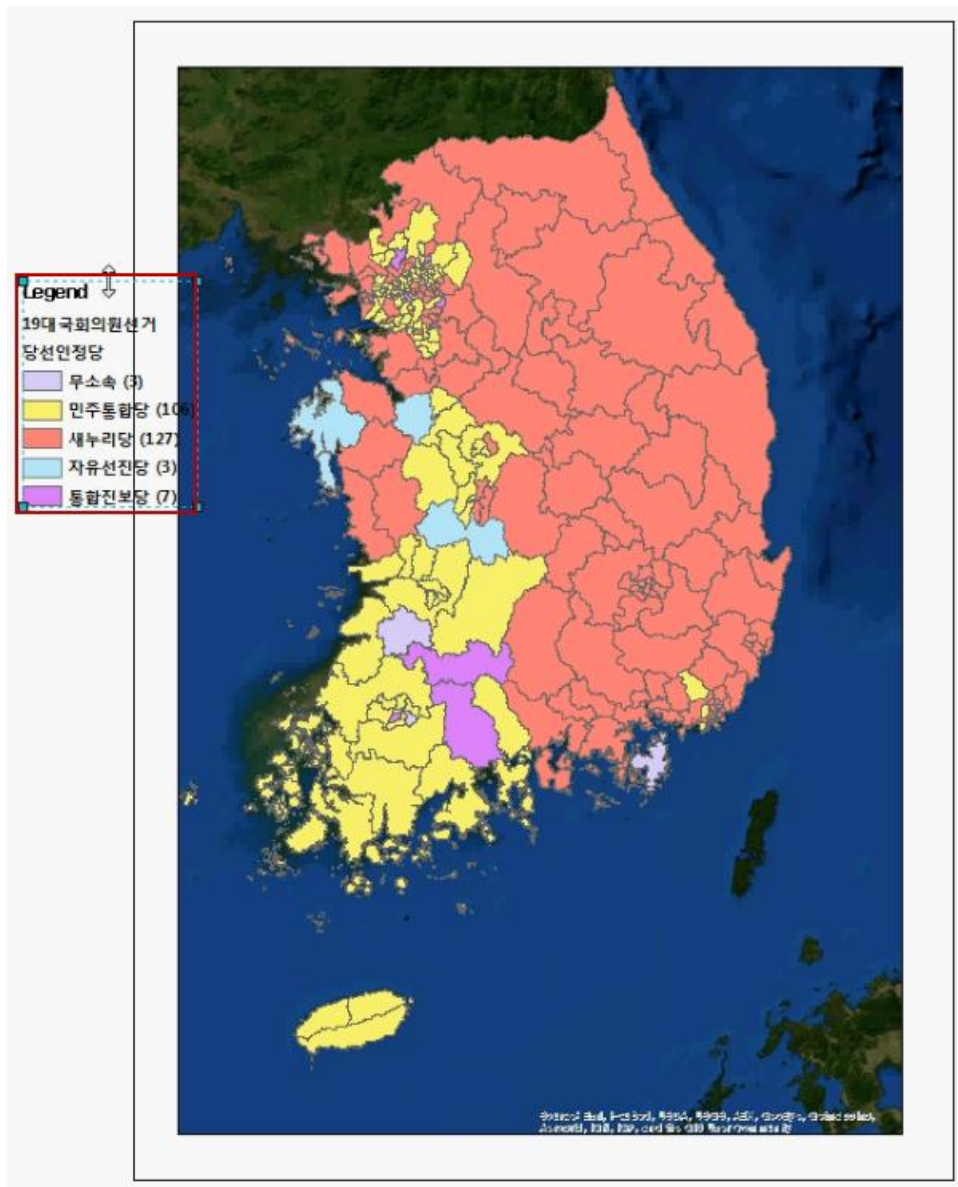 Legend
19대국회의원선거
당선인정당
무소속 (3)
민주통합당 (106
새누리당 (127)
자유선진당 (3)
통합진보당 (7)